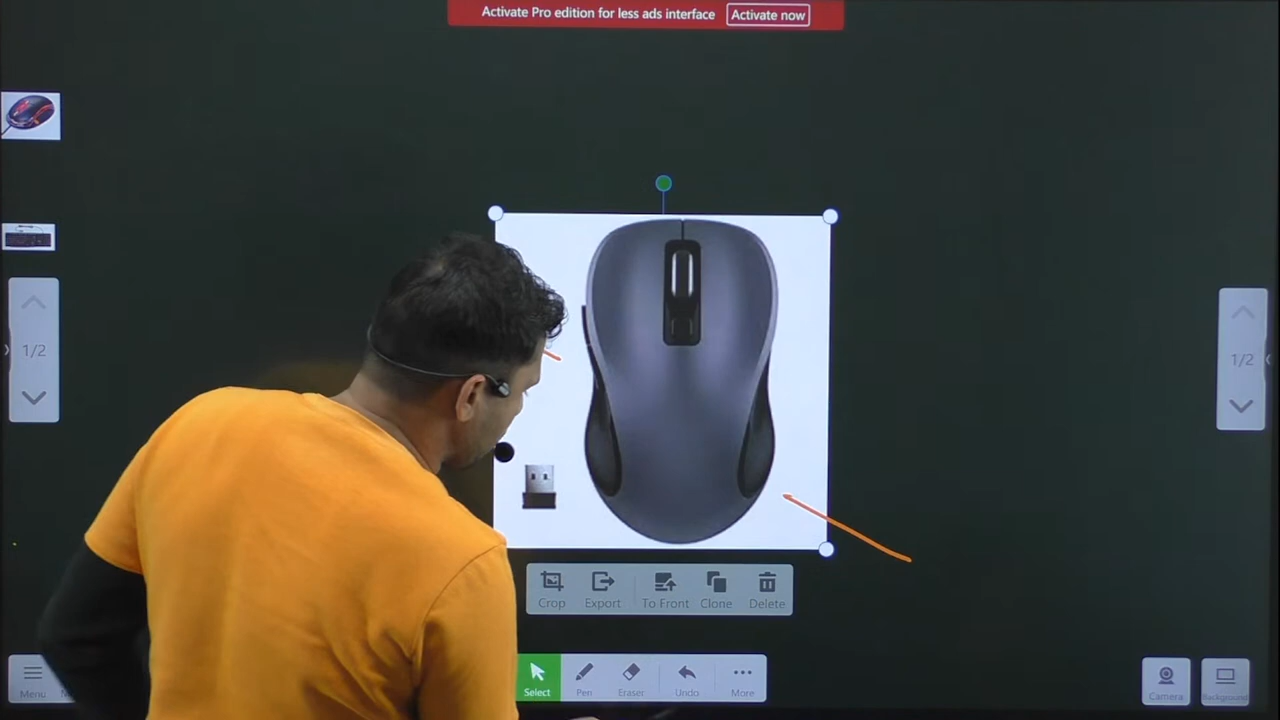 Activate Pro edition for less ads interface Activate now
1/2
1/2
Crop Export To Front Clone Delete
Menu
Select Pen Eraser Undo More
Camera Background